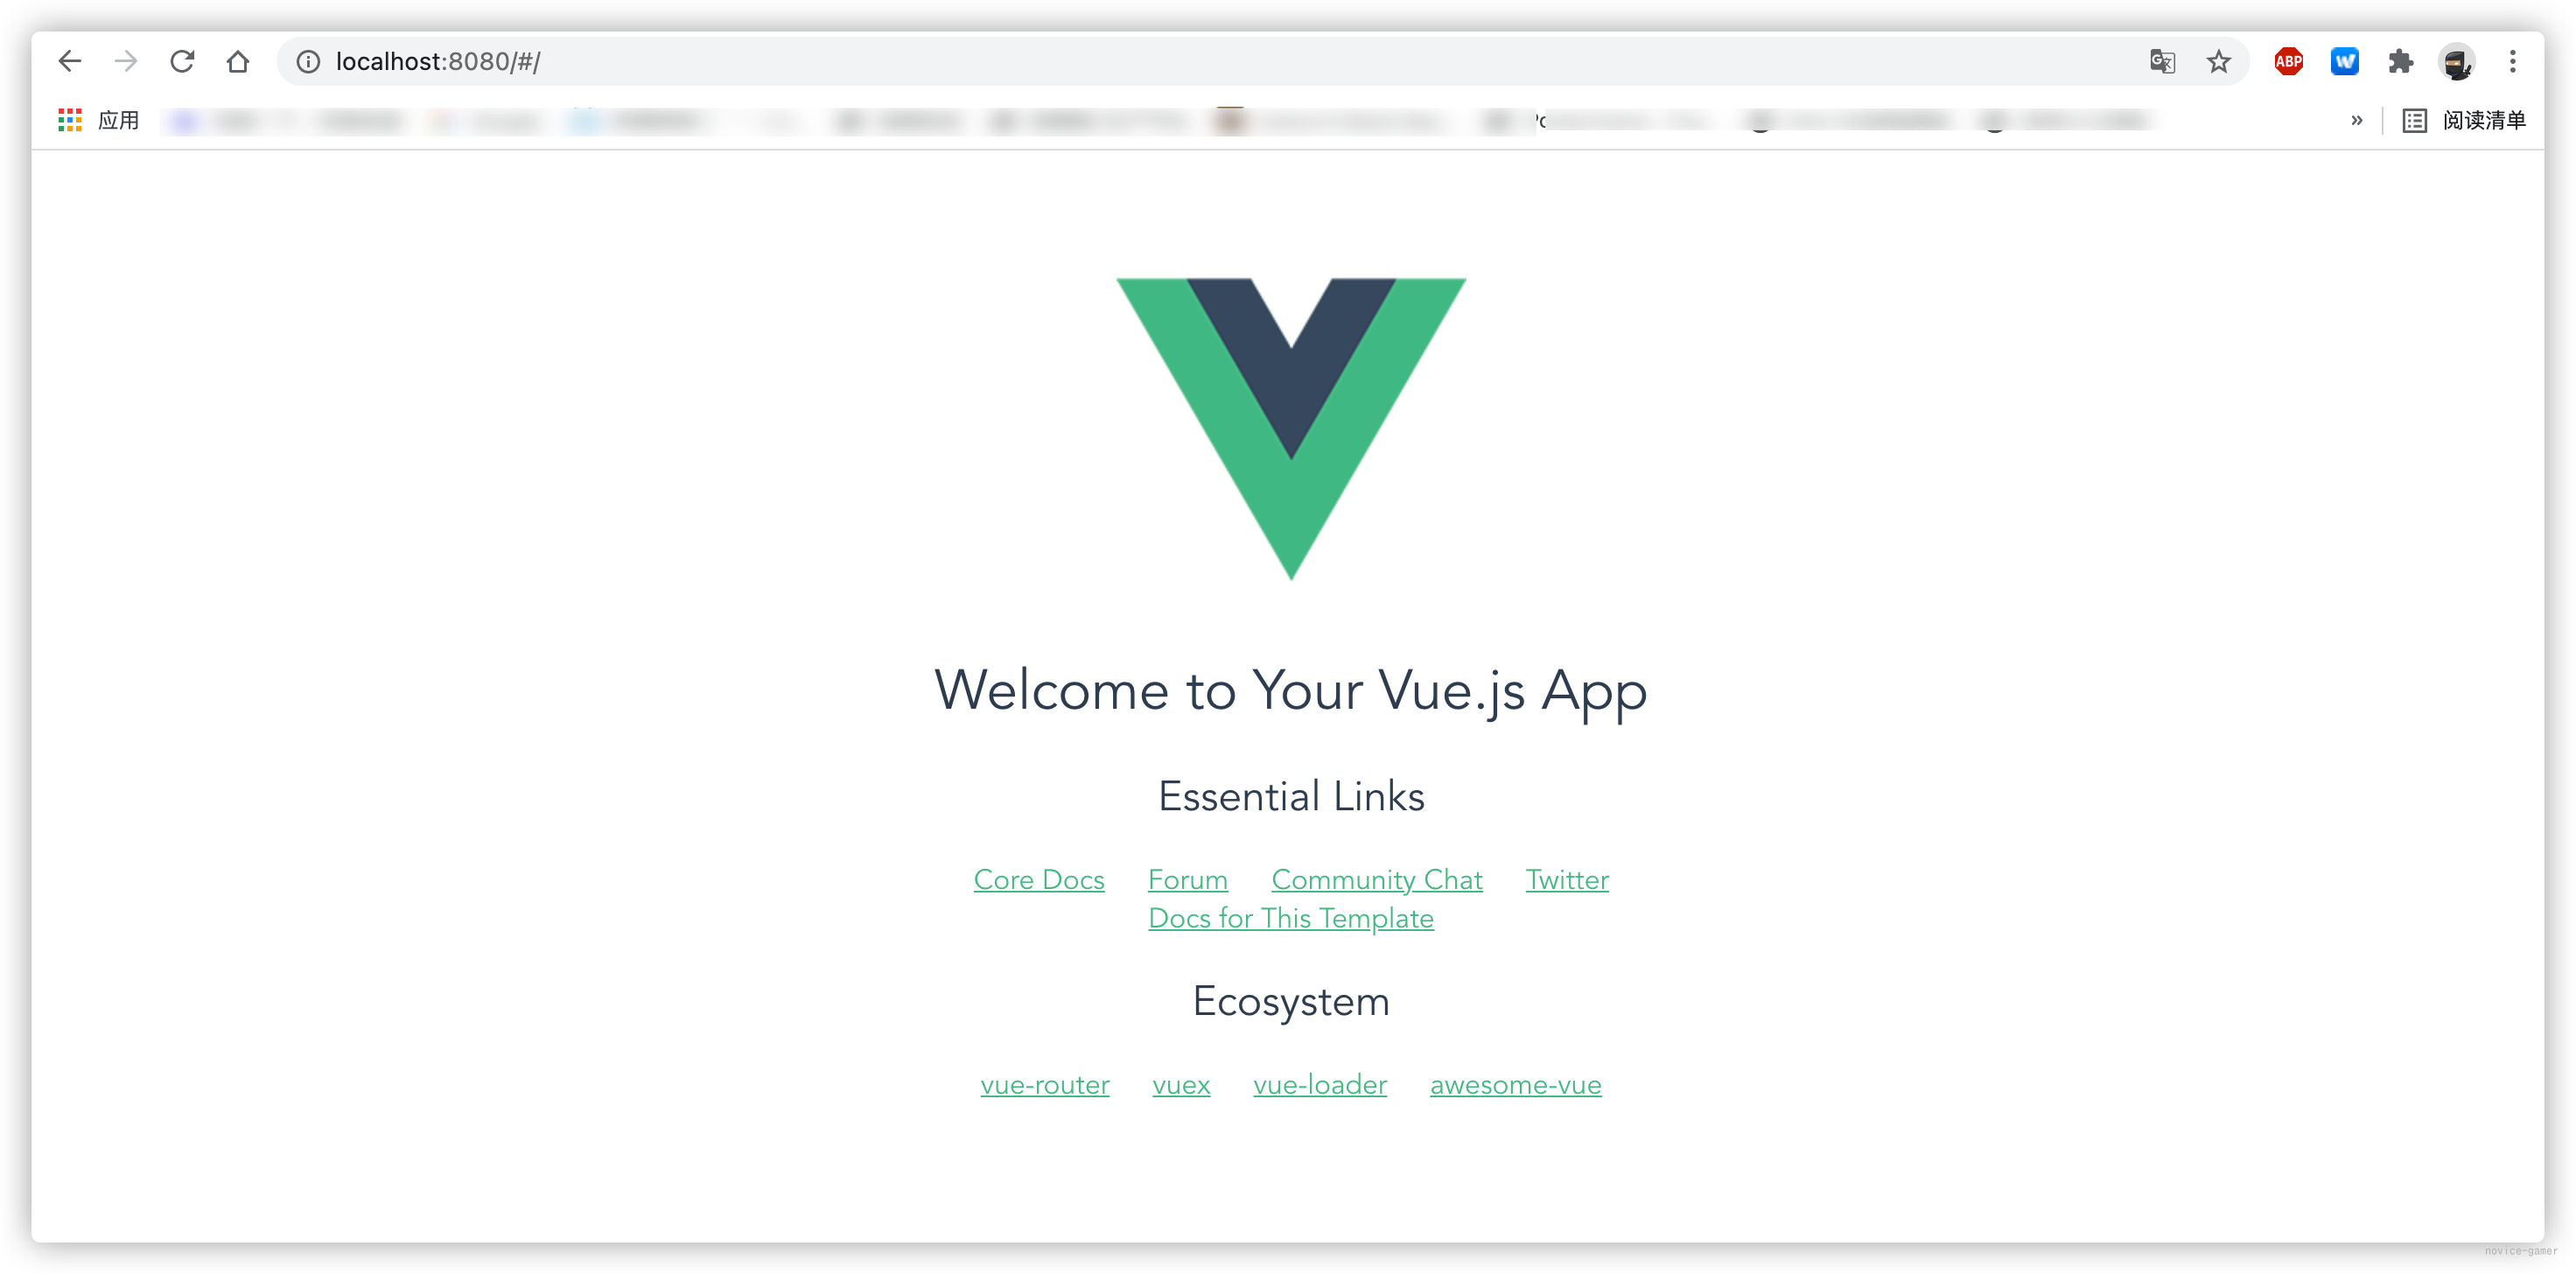 localhost:8080/#/
ABP
应用
» 阅读清单
Welcome to Your Vue.js App
Essential Links
Core Docs Forum Community Chat Twitter
Docs for This Template
Ecosystem
vue-router vuex vue-loader awesome-vue
novice-gamer